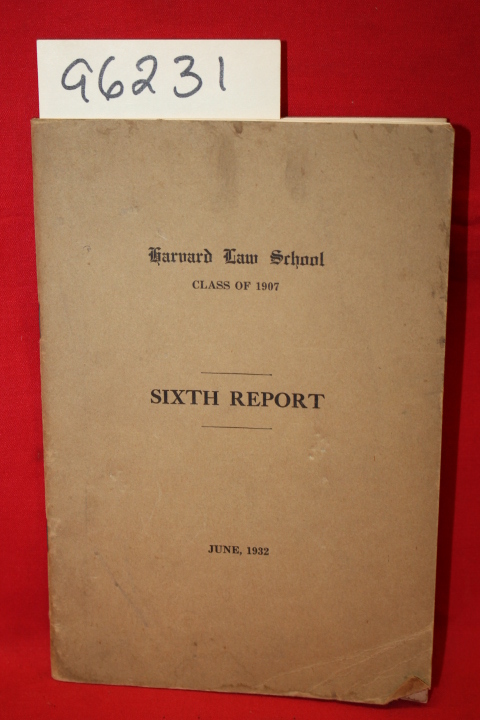 96231
Harvard Law School
CLASS OF 1907
SIXTH REPORT
JUNE, 1932